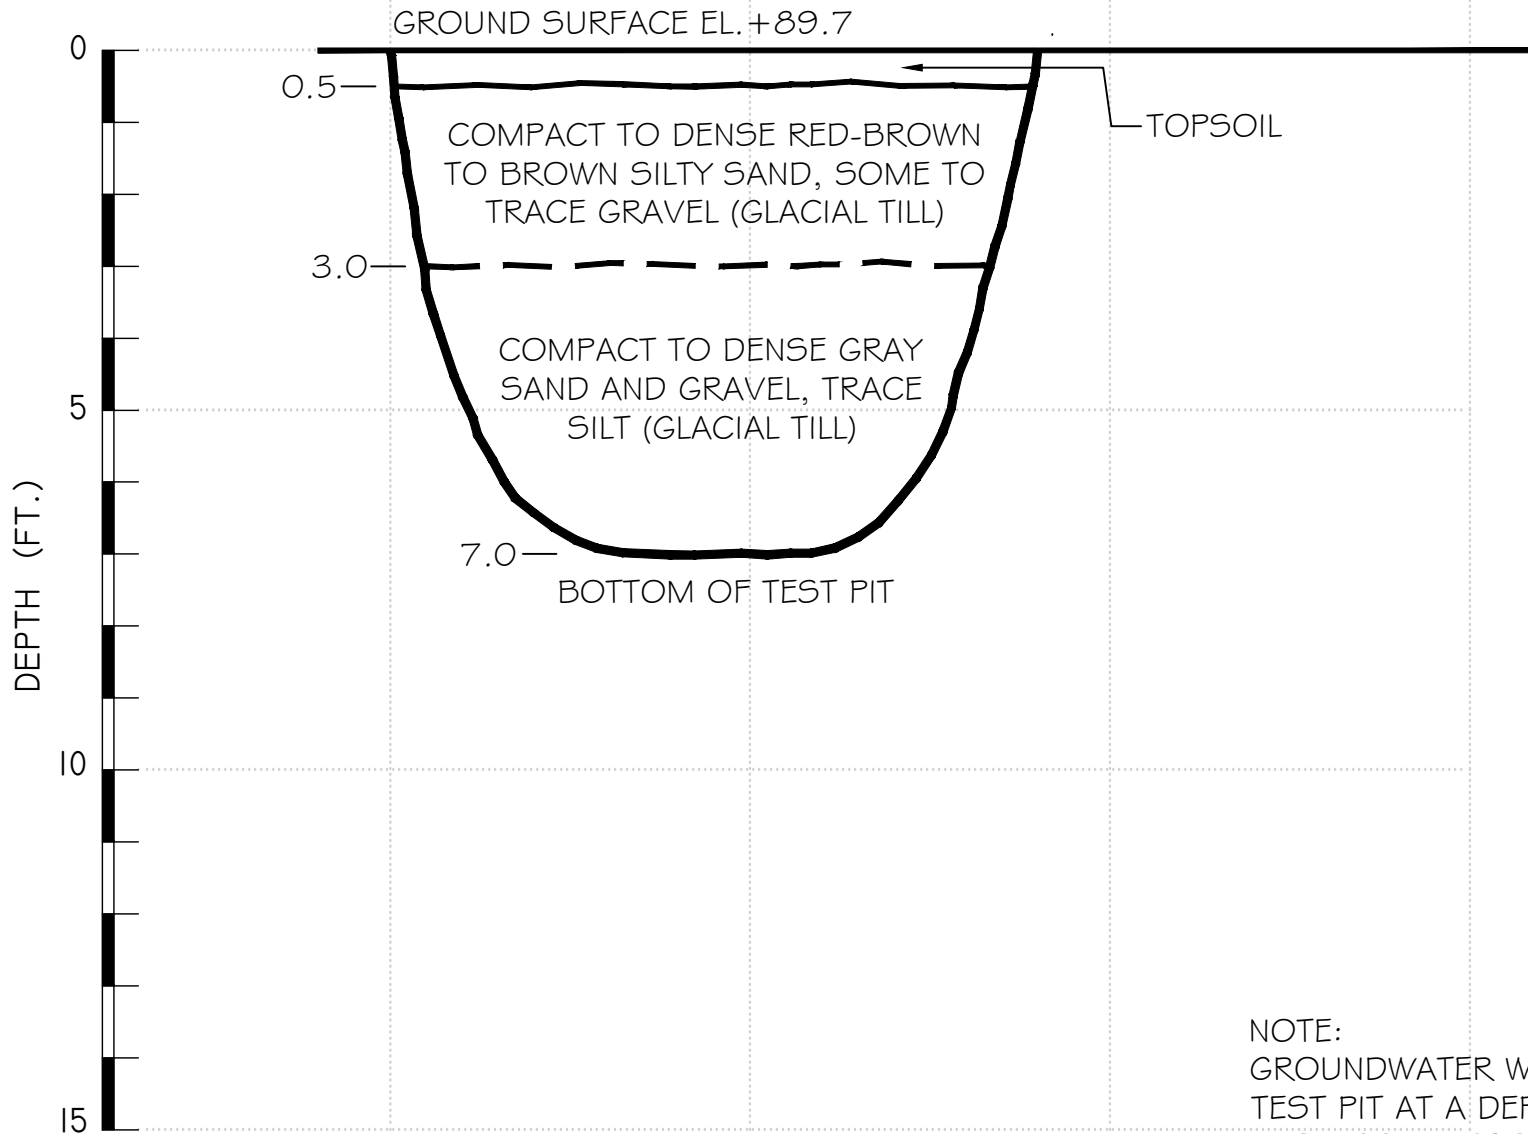 GROUND SURFACE EL.+89.7
0
0.5
TOPSOIL
COMPACT TO DENSE RED-BROWN
TO BROWN SILTY SAND, SOME TO
TRACE GRAVEL (GLACIAL TILL)
3.0
COMPACT TO DENSE GRAY
SAND AND GRAVEL, TRACE
SILT (GLACIAL TILL)
5
7.0
BOTTOM OF TEST PIT
DEPTH (FT.)
10
15
NOTE:
GROUNDWATER
TEST PIT AT A